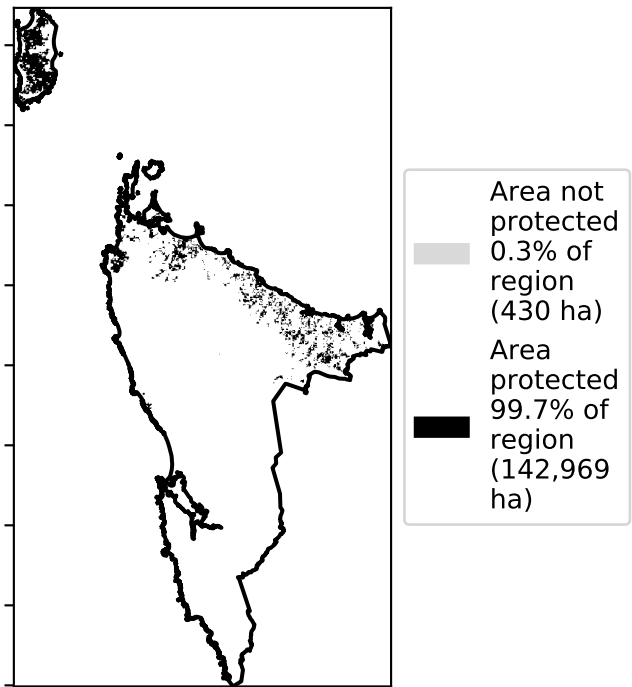 Area not
protected
0.3% of
region
(430 ha)
Area
protected
99.7% of
region
(142,969
ha)